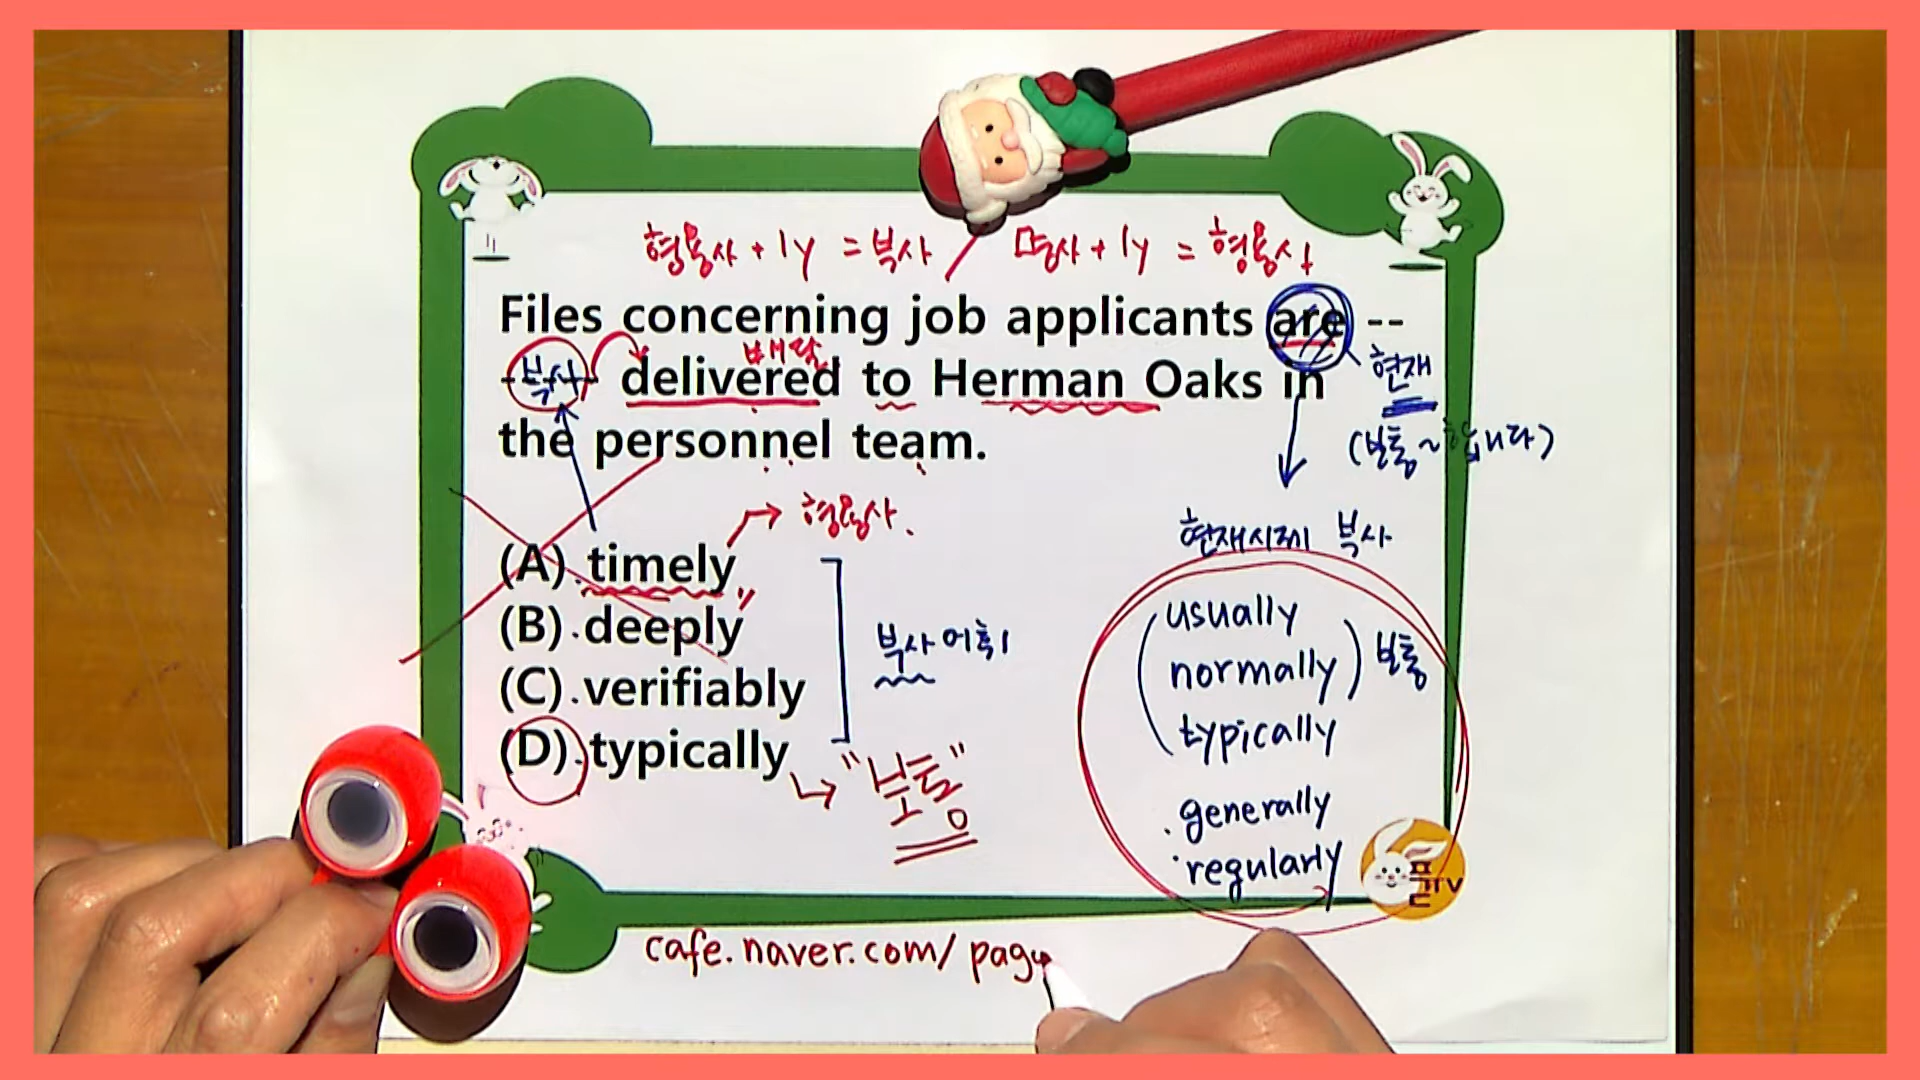 형용사 + ly = 부사 / 명사 + ly = 형용사
Files concerning job applicants are --
배달
-부사- delivered to Herman Oaks in
현재
the personnel team.
(보통 ~ 합니다)
→ 형용사.
현재시제 부사
(A). timely
usually
(B). deeply
부사 어휘
normally
보통
(C). verifiably
typically
(D). typically
→ "보통"
. generally
· regularly
욤TV
cafe.naver.com/pagu